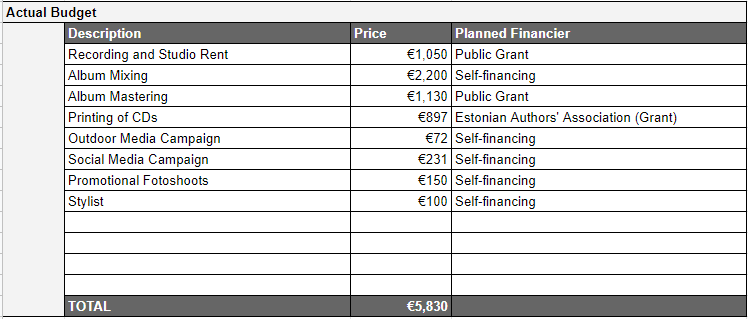 Actual Budget
Description Price Planned Financier
Recording and Studio Rent €1,050 Public Grant
Album Mixing €2,200 Self-financing
Album Mastering €1,130 Public Grant
Printing of CDs €897 Estonian Authors' Association (Grant)
Outdoor Media Campaign €72 Self-financing
Social Media Campaign €231 Self-financing
Promotional Fotoshoots €150 Self-financing
Stylist €100 Self-financing
TOTAL €5,830